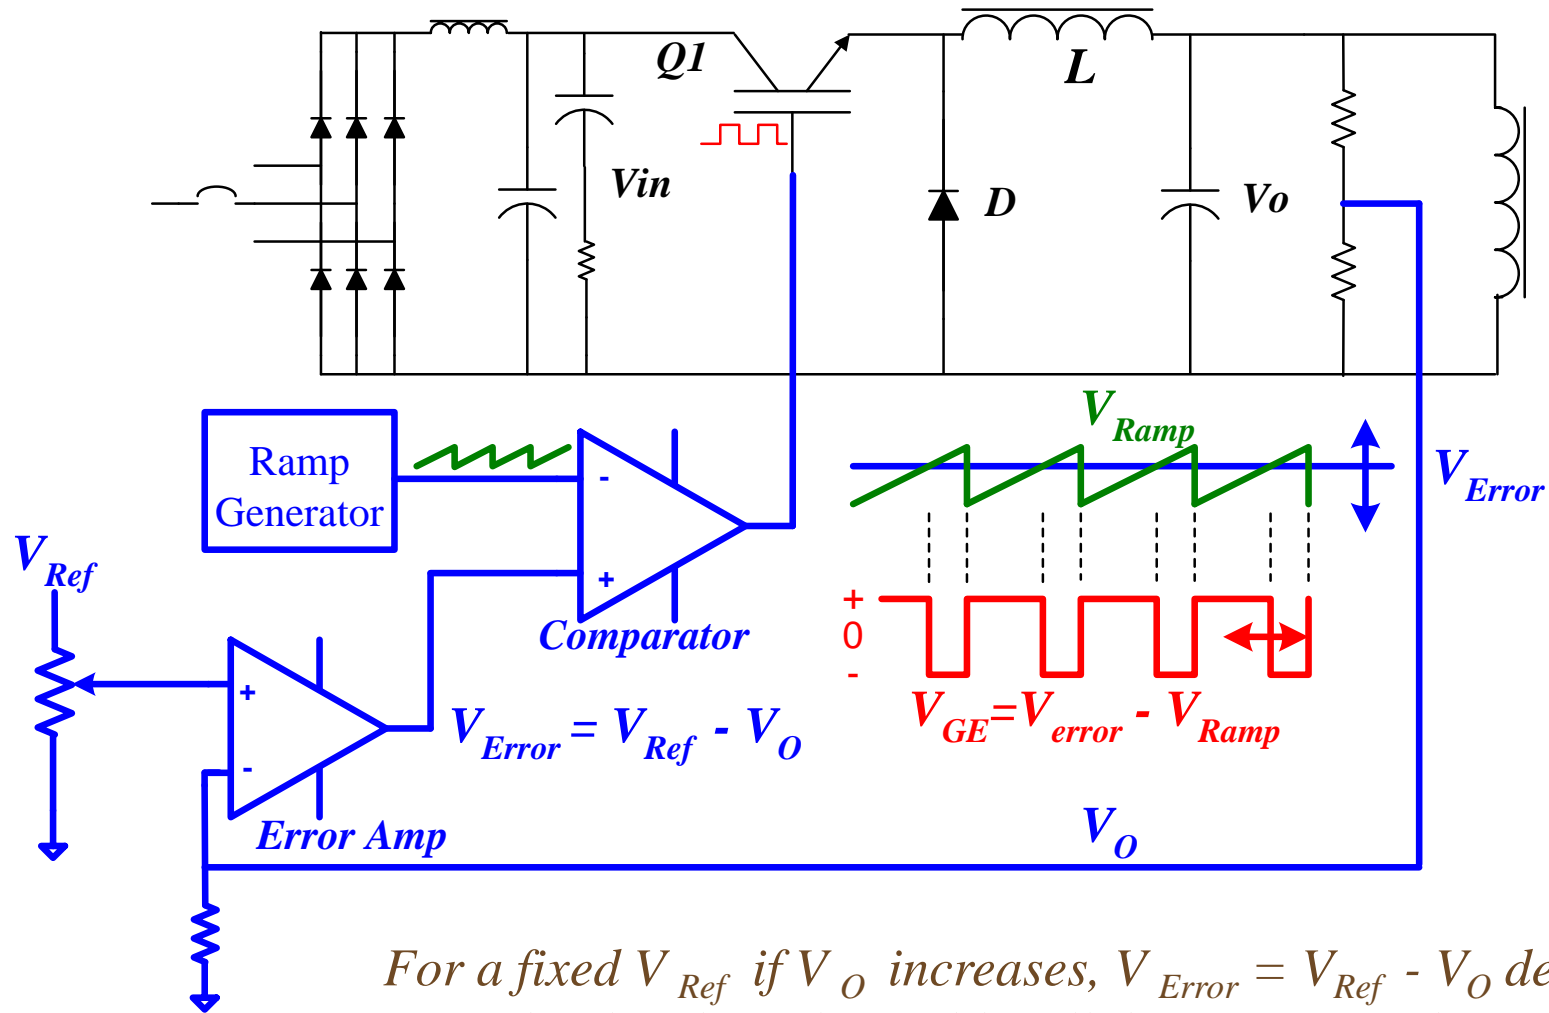 Q1
L
Vin
D
Vo
V Ramp
Ramp
Generator
-
V Error
V Ref
+
+
0
-
Comparator
+
V Error = V Ref - V O
V GE=V error - V Ramp
-
Error Amp
V O
For a fixed V Ref if V O increases, V Error = V Ref - V O de